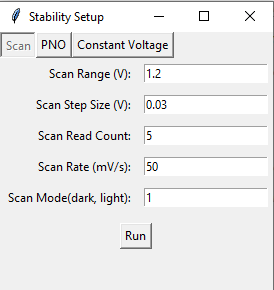 Stability Setup
Scan PNO Constant Voltage
Scan Range (V): 1.2
Scan Step Size (V): 0.03
Scan Read Count: 5
Scan Rate (mV/s): 50
Scan Mode(dark, light): 1
Run